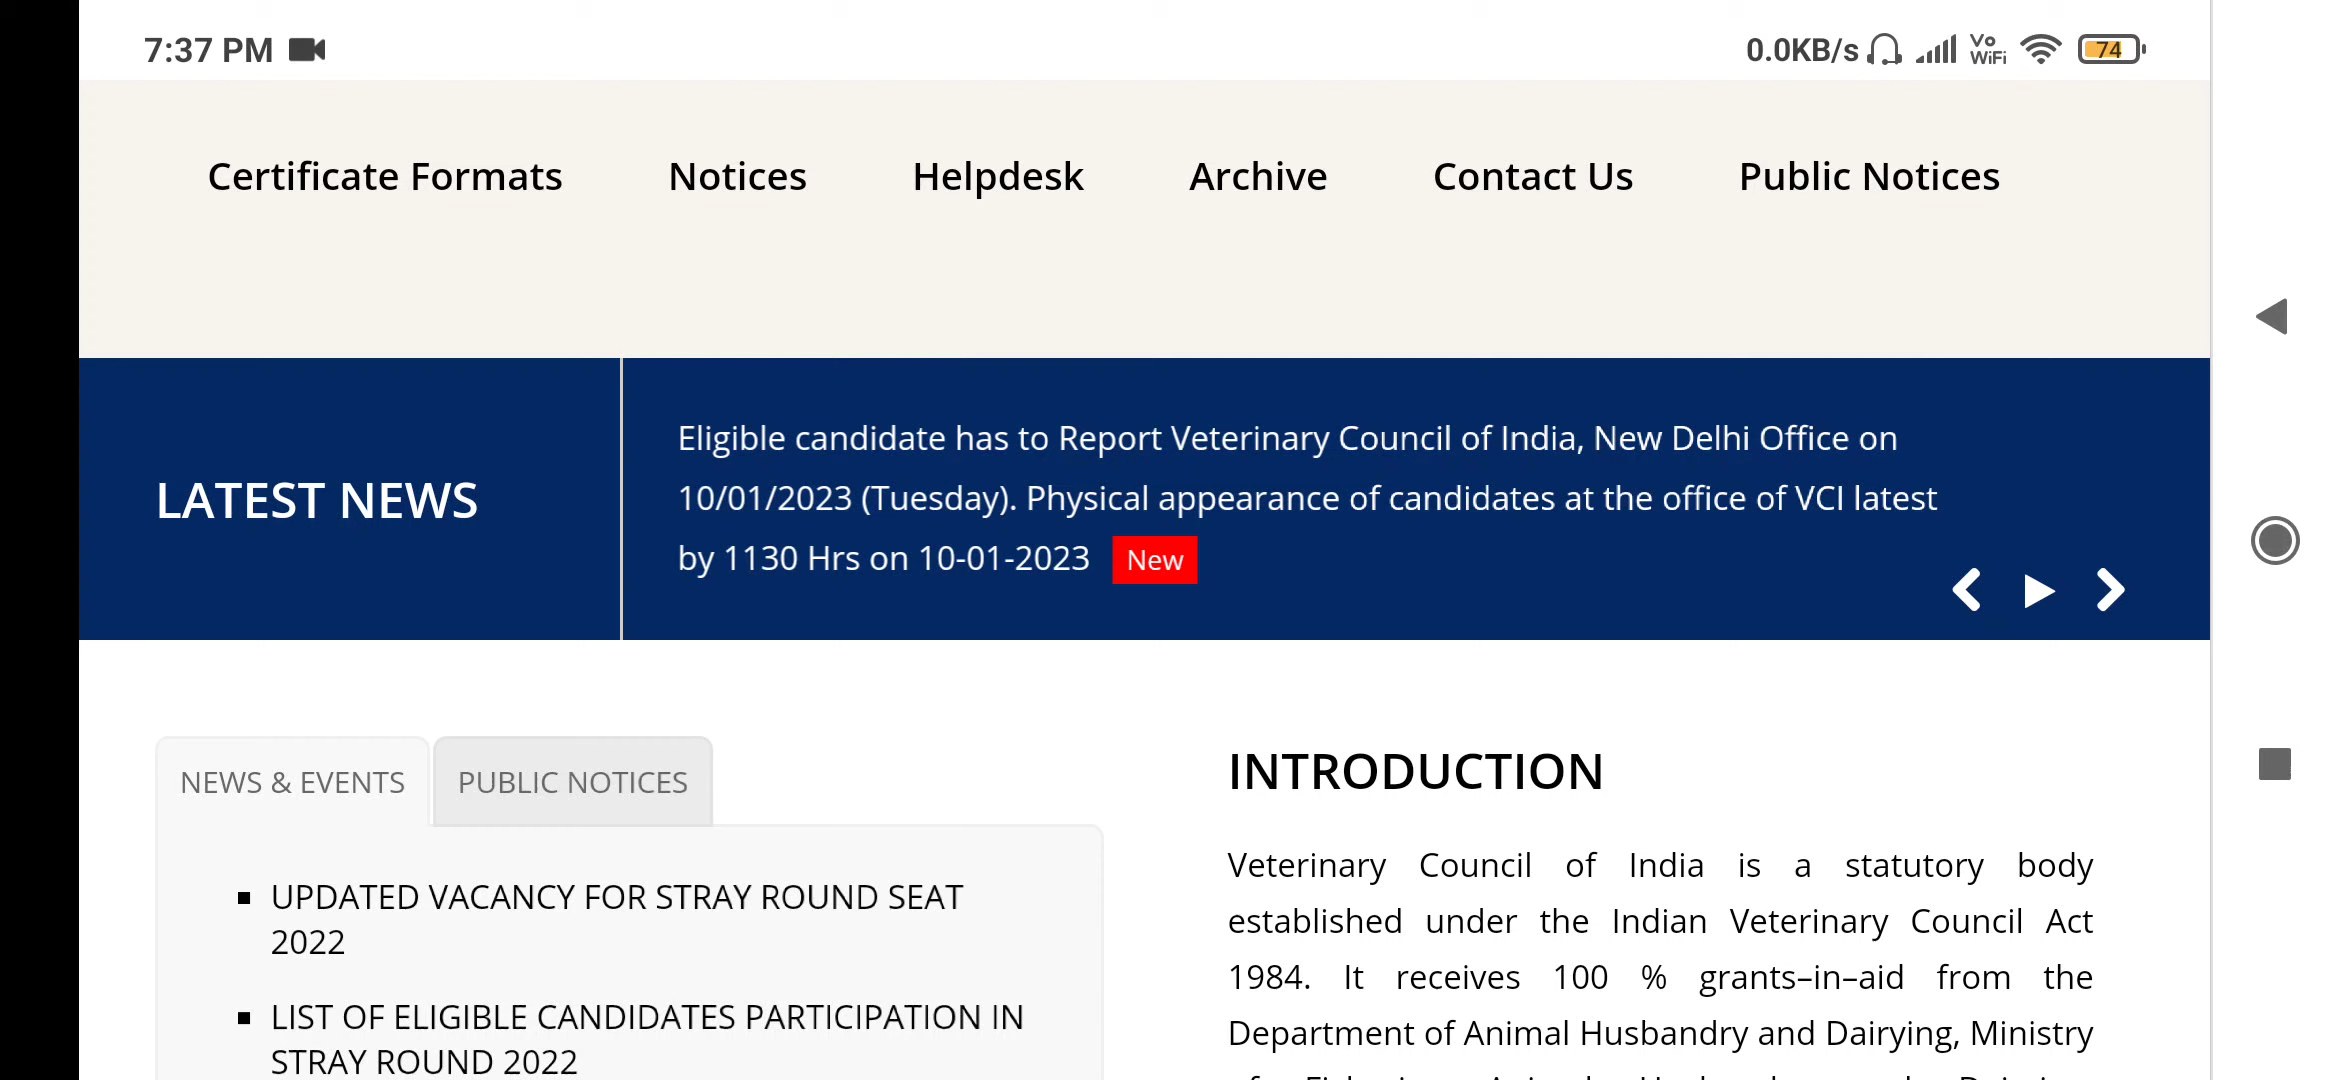 7:37 PM
0.0KB/s Vo WiFi 74
Certificate Formats Notices Helpdesk Archive Contact Us Public Notices
LATEST NEWS
Eligible candidate has to Report Veterinary Council of India, New Delhi Office on
10/01/2023 (Tuesday). Physical appearance of candidates at the office of VCI latest
by 1130 Hrs on 10-01-2023 New
NEWS & EVENTS PUBLIC NOTICES
UPDATED VACANCY FOR STRAY ROUND SEAT
2022
LIST OF ELIGIBLE CANDIDATES PARTICIPATION IN
STRAY ROUND 2022
INTRODUCTION
Veterinary Council of India is a statutory body
established under the Indian Veterinary Council Act
1984. It receives 100 % grants–in–aid from the
Department of Animal Husbandry and Dairying, Ministry